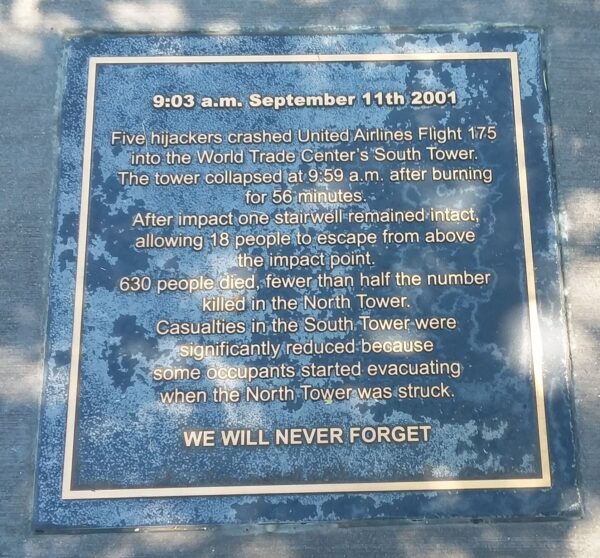 9:03 a.m. September 11th 2001
Five hijackers crashed United Airlines Flight 175
into the World Trade Center's South Tower.
The tower collapsed at 9:59 a.m. after burning
for 56 minutes.
After impact one stairwell remained intact,
allowing 18 people to escape from above
the impact point.
630 people died, fewer than half the number
killed in the North Tower.
Casualties in the South Tower were
significantly reduced because
some occupants started evacuating
when the North Tower was struck.
WE WILL NEVER FORGET